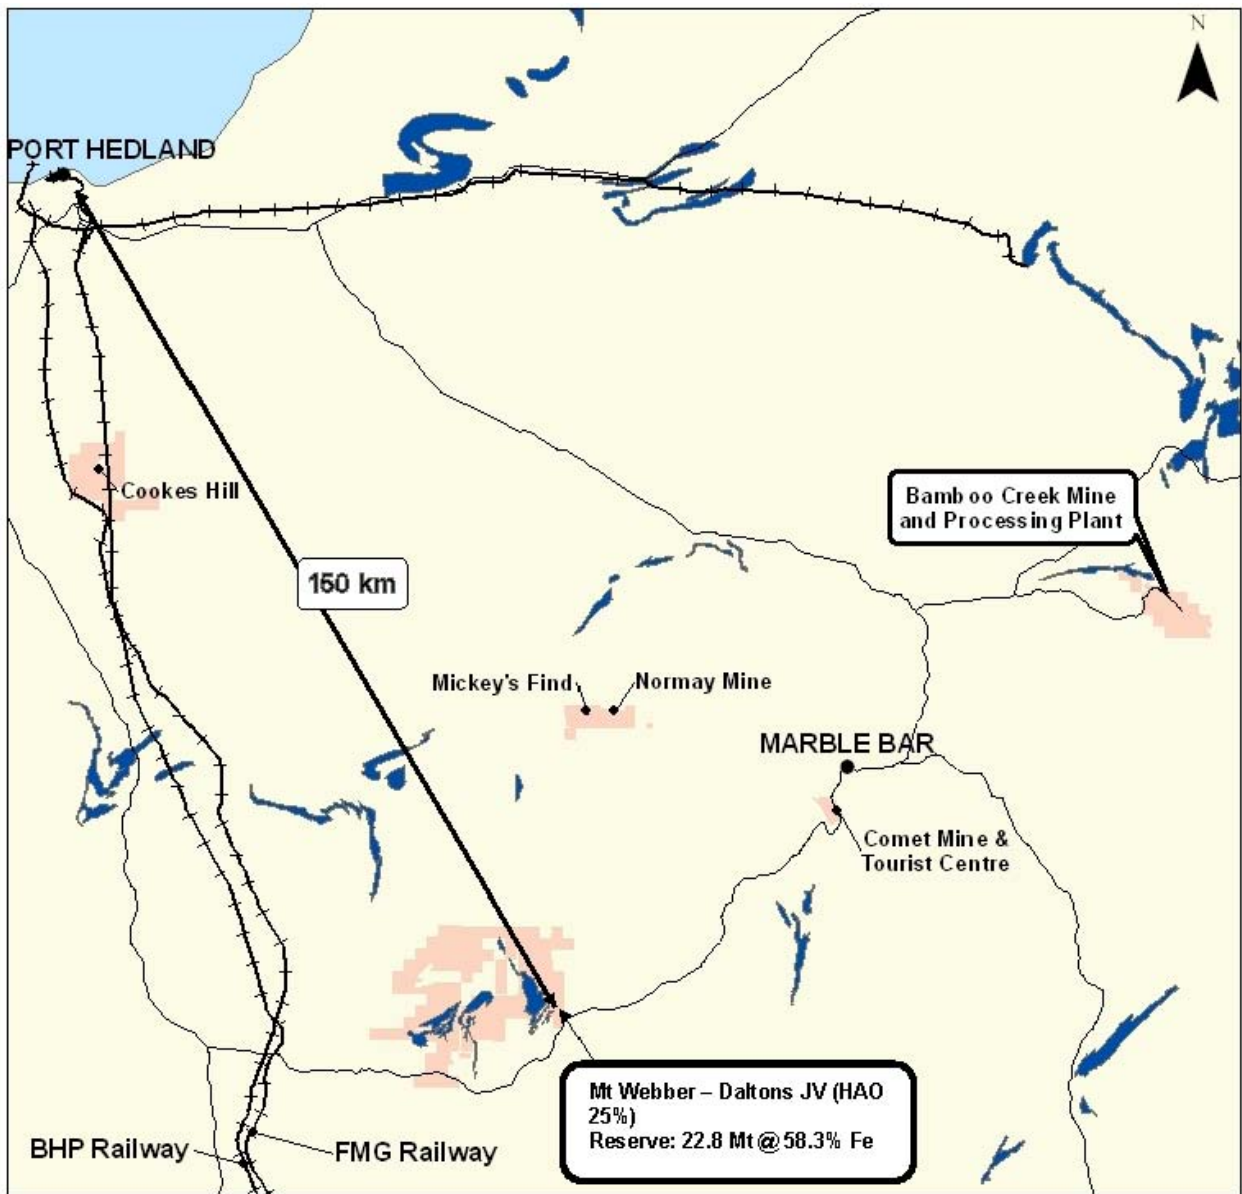 N
PORT HEDLAND
Cookes Hill
Bamboo Creek Mine
and Processing Plant
150 km
Mickey's Find
Normay Mine
MARBLE BAR
Comet Mine &
Tourist Centre
Mt Webber – Daltons JV (HAO
25%)
Reserve: 22.8 Mt @ 58.3% Fe
BHP Railway
FMG Railway